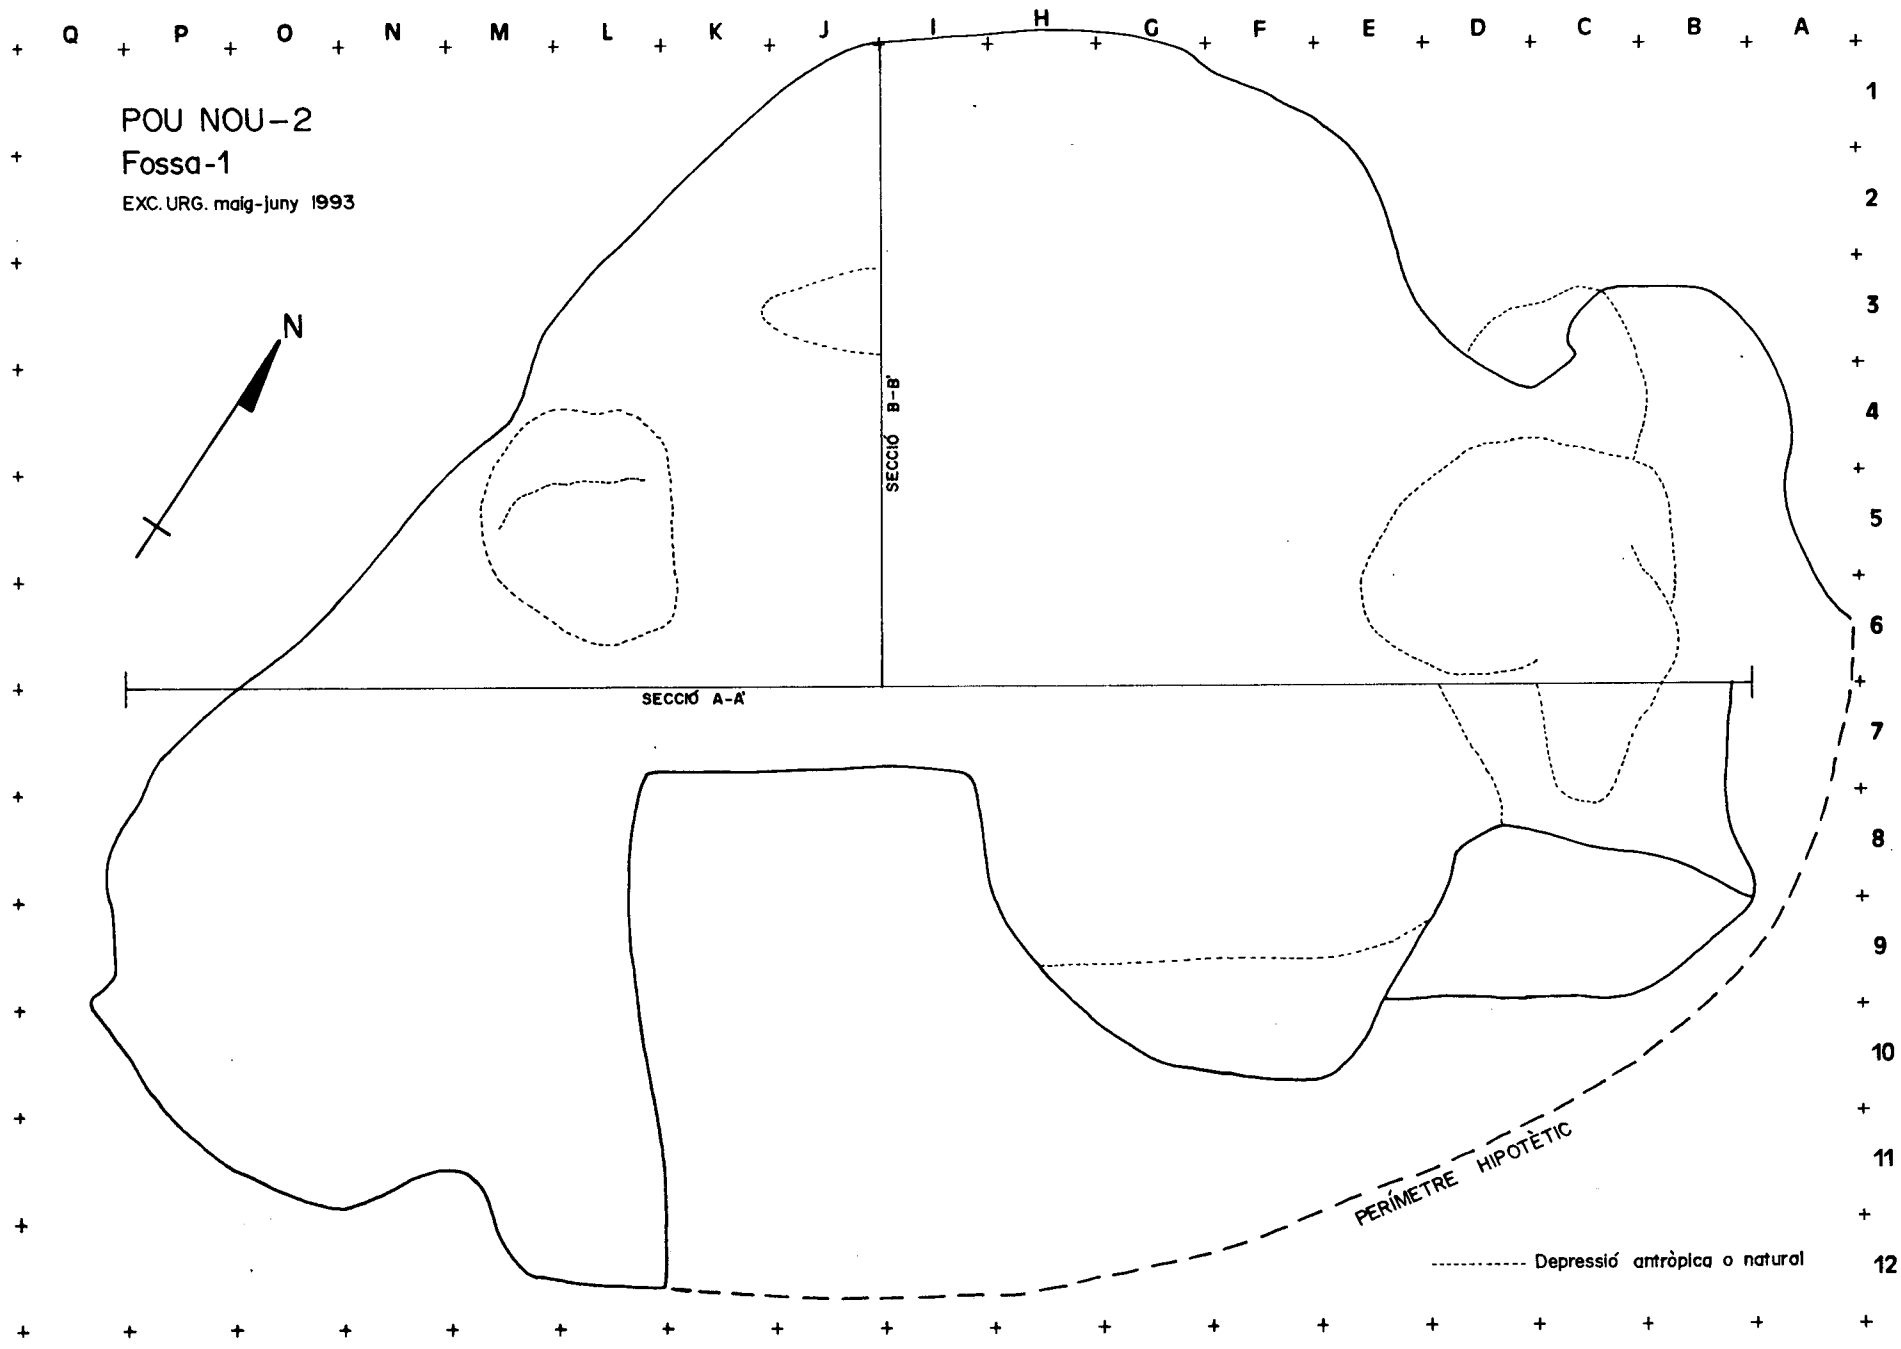 Q P O N M L K J I H G F E D C B A
POU NOU-2
Fossa-1
EXC. URG. maig-juny 1993
N
1
2
3
4
5
6
7
8
9
10
11
12
SECCIÓ B-B'
SECCIÓ A-A'
PERÍMETRE HIPOTÈTIC
Depressió antròpica o natural